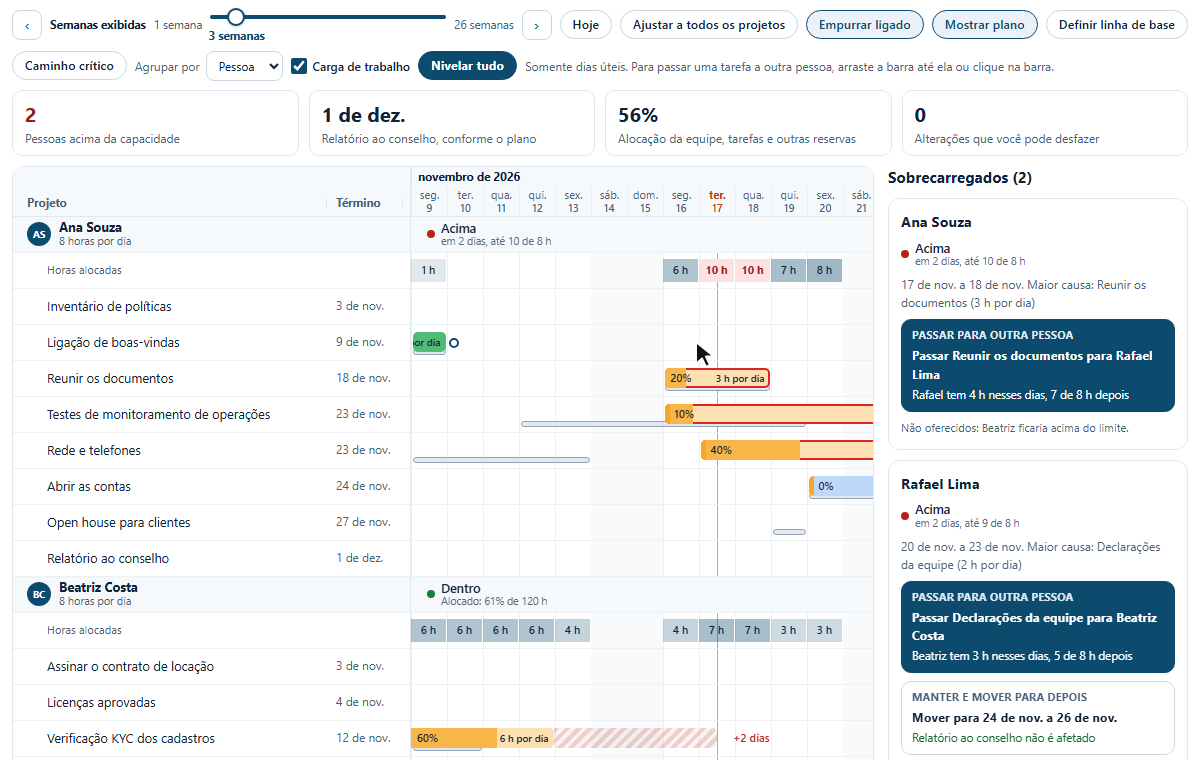 ‹ Semanas exibidas 1 semana 26 semanas › Hoje Ajustar a todos os projetos Empurrar ligado Mostrar plano Definir linha de base
3 semanas
Caminho crítico Agrupar por Pessoa Carga de trabalho Nivelar tudo Somente dias úteis. Para passar uma tarefa a outra pessoa, arraste a barra até ela ou clique na barra.
2
Pessoas acima da capacidade
1 de dez.
Relatório ao conselho, conforme o plano
56%
Alocação da equipe, tarefas e outras reservas
0
Alterações que você pode desfazer
novembro de 2026
Projeto Término
seg. ter. qua. qui. sex. sáb. dom. seg. ter. qua. qui. sex. sáb.
9 10 11 12 13 14 15 16 17 18 19 20 21
AS Ana Souza
8 horas por dia
Acima
em 2 dias, até 10 de 8 h
Horas alocadas 1 h 6 h 10 h 10 h 7 h 8 h
Inventário de políticas 3 de nov.
Ligação de boas-vindas 9 de nov. or dia
Reunir os documentos 18 de nov. 20% 3 h por dia
Testes de monitoramento de operações 23 de nov. 10%
Rede e telefones 23 de nov. 40%
Abrir as contas 24 de nov. 0%
Open house para clientes 27 de nov.
Relatório ao conselho 1 de dez.
BC Beatriz Costa
8 horas por dia
Dentro
Alocado: 61% de 120 h
Horas alocadas 6 h 6 h 6 h 6 h 4 h 4 h 7 h 7 h 3 h 3 h
Assinar o contrato de locação 3 de nov.
Licenças aprovadas 4 de nov.
Verificação KYC dos cadastros 12 de nov. 60% 6 h por dia +2 dias
Sobrecarregados (2)
Ana Souza
Acima
em 2 dias, até 10 de 8 h
17 de nov. a 18 de nov. Maior causa: Reunir os
documentos (3 h por dia)
PASSAR PARA OUTRA PESSOA
Passar Reunir os documentos para Rafael
Lima
Rafael tem 4 h nesses dias, 7 de 8 h depois
Não oferecidos: Beatriz ficaria acima do limite.
Rafael Lima
Acima
em 2 dias, até 9 de 8 h
20 de nov. a 23 de nov. Maior causa: Declarações
da equipe (2 h por dia)
PASSAR PARA OUTRA PESSOA
Passar Declarações da equipe para Beatriz
Costa
Beatriz tem 3 h nesses dias, 5 de 8 h depois
MANTER E MOVER PARA DEPOIS
Mover para 24 de nov. a 26 de nov.
Relatório ao conselho não é afetado